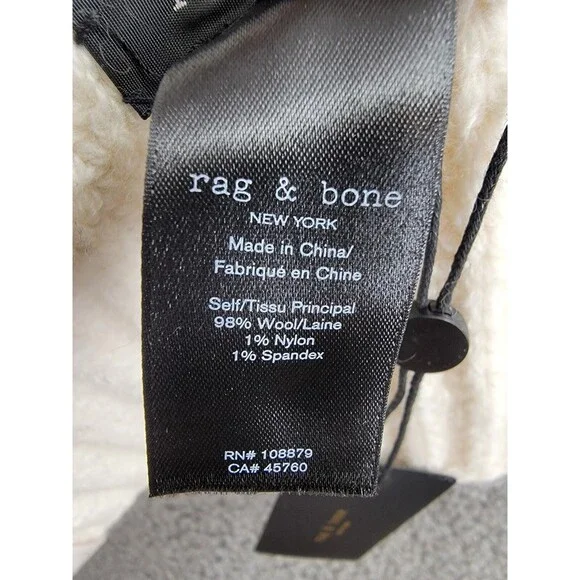 rag & bone
NEW YORK
Made in China/
Fabriqué en Chine
Self/Tissu Principal
98% Wool/Laine
1% Nylon
1% Spandex
RN# 108879
CA# 45760